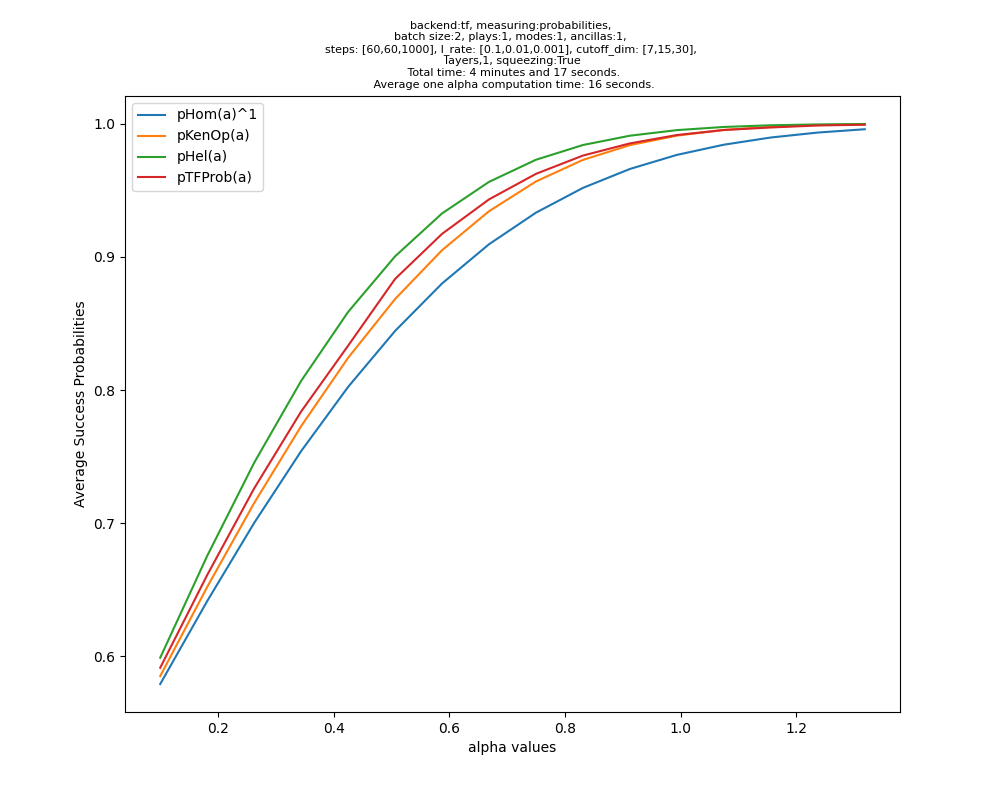 backend:tf, measuring:probabilities,
batch size:2, plays:1, modes:1, ancillas:1,
steps: [60,60,1000], l_rate: [0.1,0.01,0.001], cutoff_dim: [7,15,30],
layers,1, squeezing:True
Total time: 4 minutes and 17 seconds.
Average one alpha computation time: 16 seconds.
pHom(a)^1
pKenOp(a)
pHel(a)
pTFProb(a)
1.0
0.9
0.8
0.7
0.6
Average Success Probabilities
0.2 0.4 0.6 0.8 1.0 1.2
alpha values